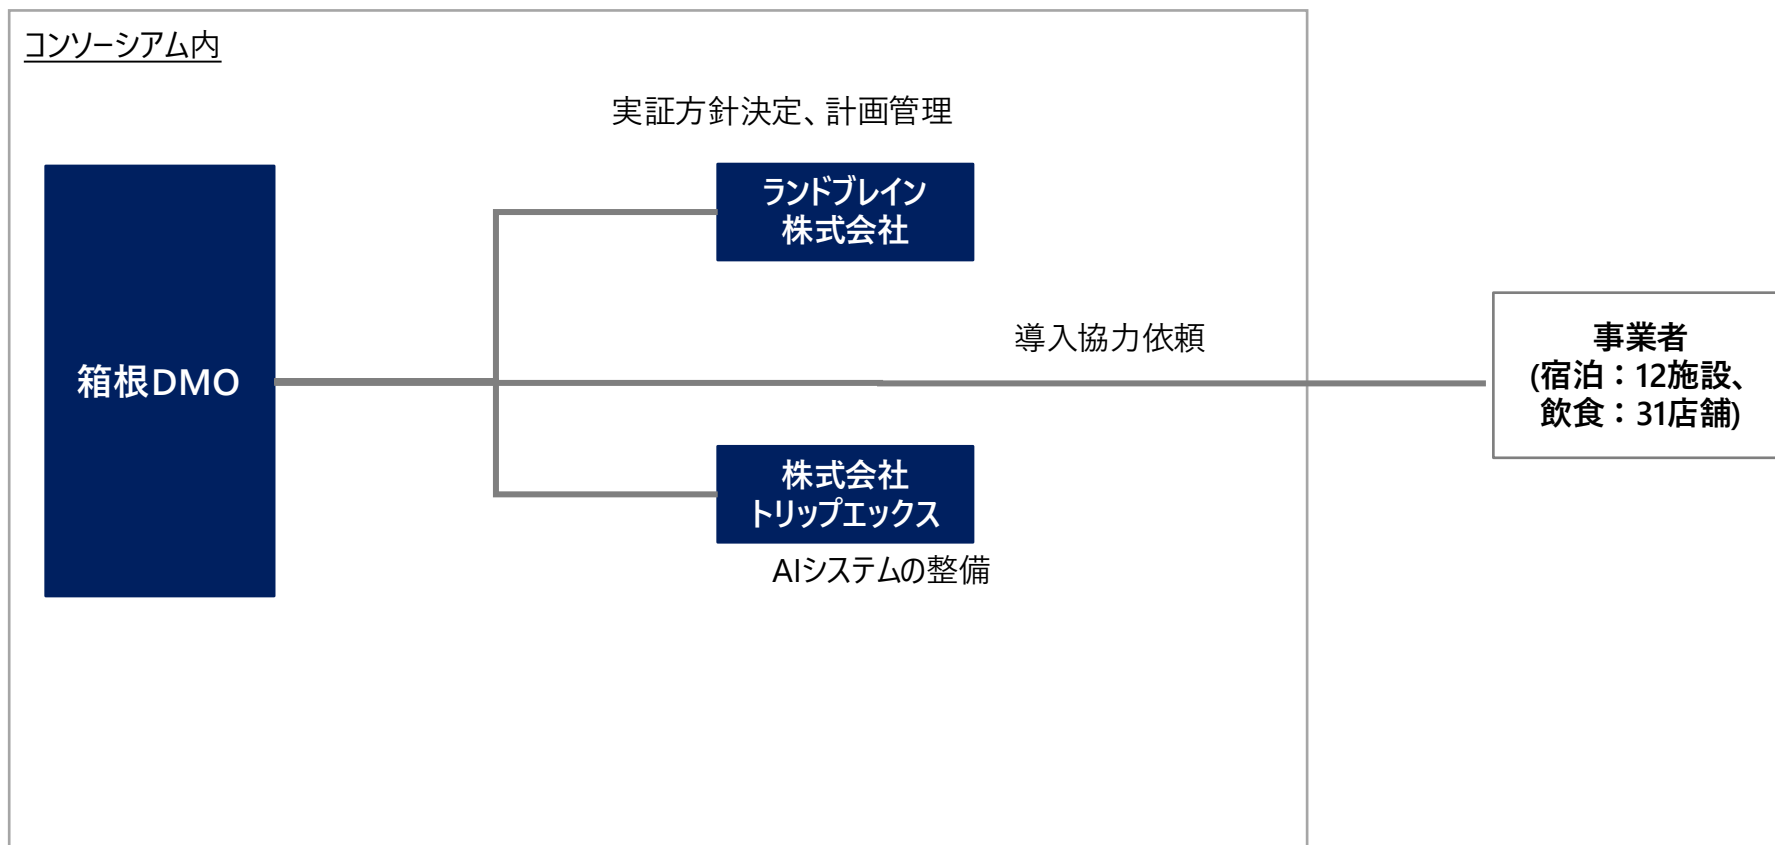 コンソーシアム内
実証方針決定、計画管理
ランドブレイン
株式会社
導入協力依頼
箱根DMO
事業者
(宿泊：12施設、
飲食：31店舗)
株式会社
トリップエックス
AIシステムの整備